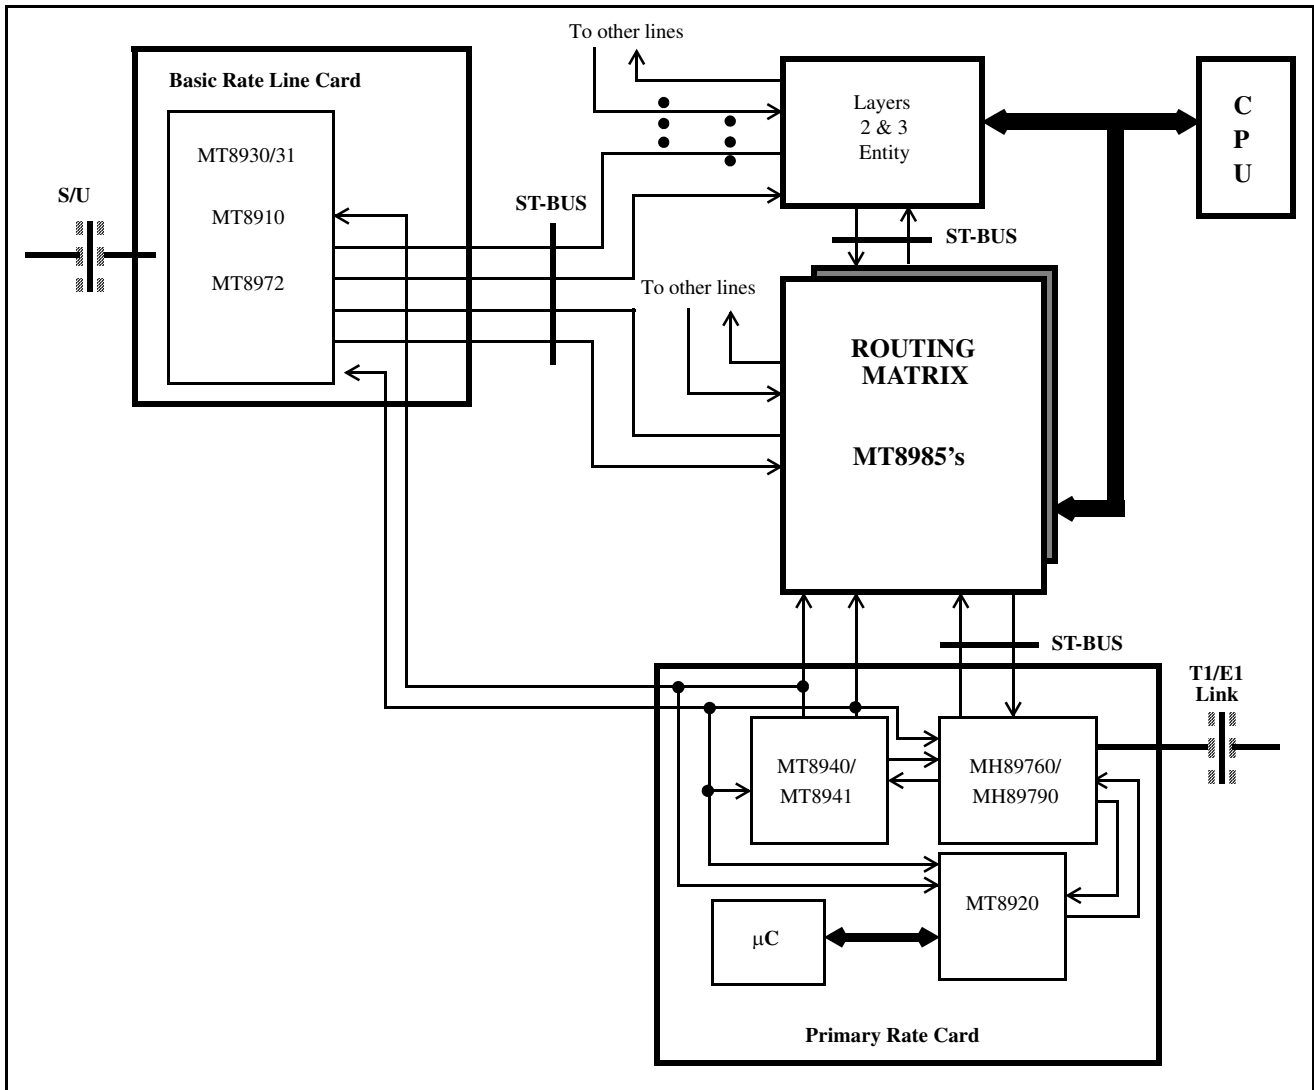 To other lines
Basic Rate Line Card
Layers
2 & 3
Entity
C
P
U
MT8930/31
S/U
ST-BUS
MT8910
ST-BUS
MT8972
To other lines
ROUTING
MATRIX
MT8985's
ST-BUS
T1/E1
Link
MT8940/
MT8941
MH89760/
MH89790
MT8920
µC
Primary Rate Card